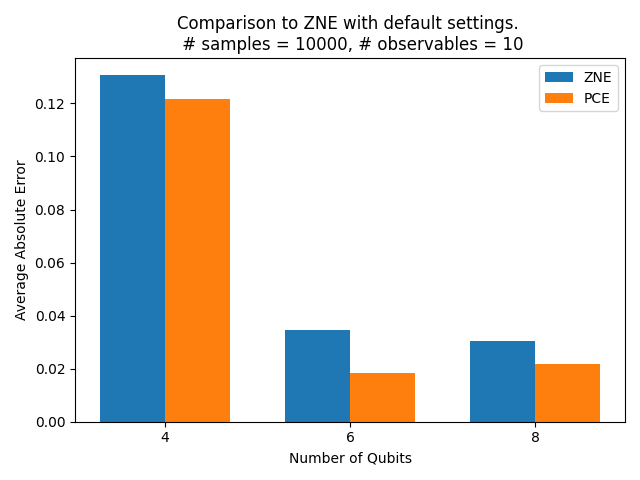 Comparison to ZNE with default settings.
# samples = 10000, # observables = 10
ZNE
PCE
Average Absolute Error
0.12
0.10
0.08
0.06
0.04
0.02
0.00
4
6
8
Number of Qubits